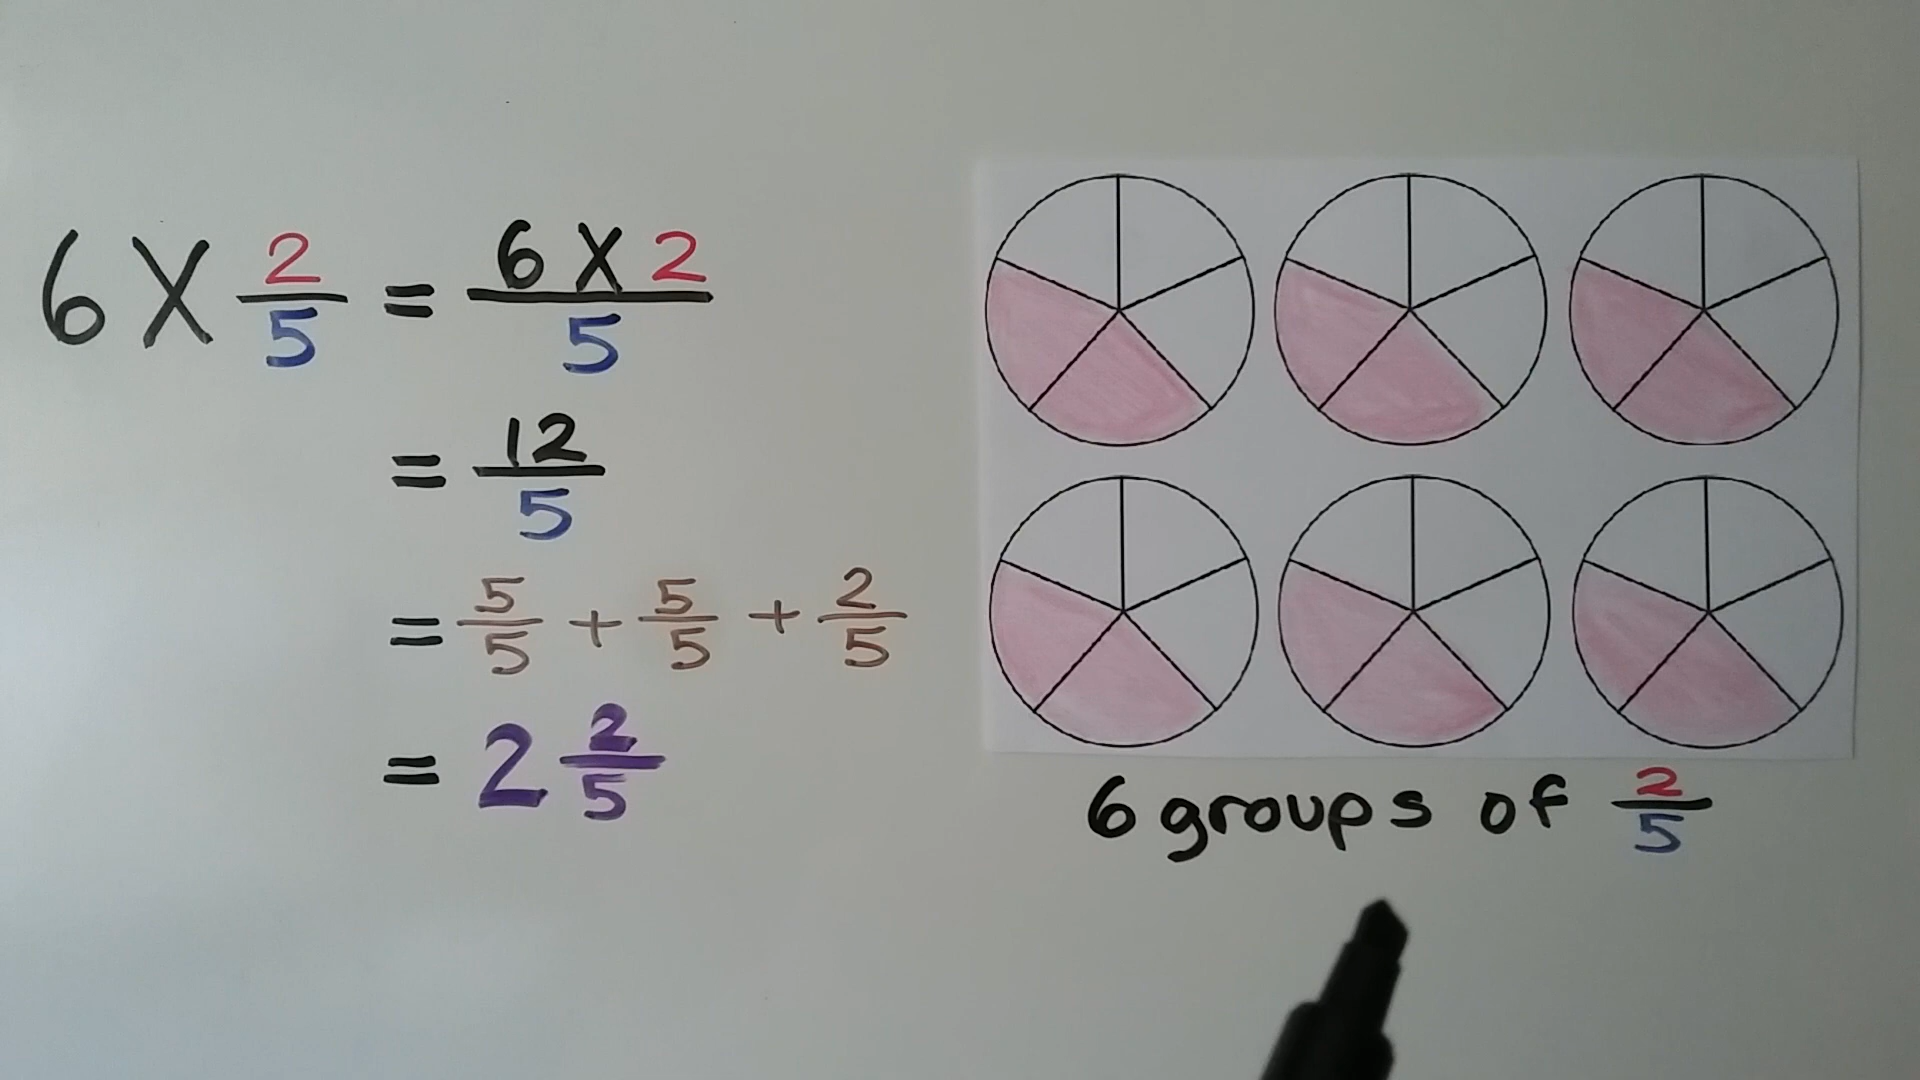 6 X 2/5 = 6 X 2/5
= 12/5
= 5/5 + 5/5 + 2/5
= 2 2/5
6 groups of 2/5